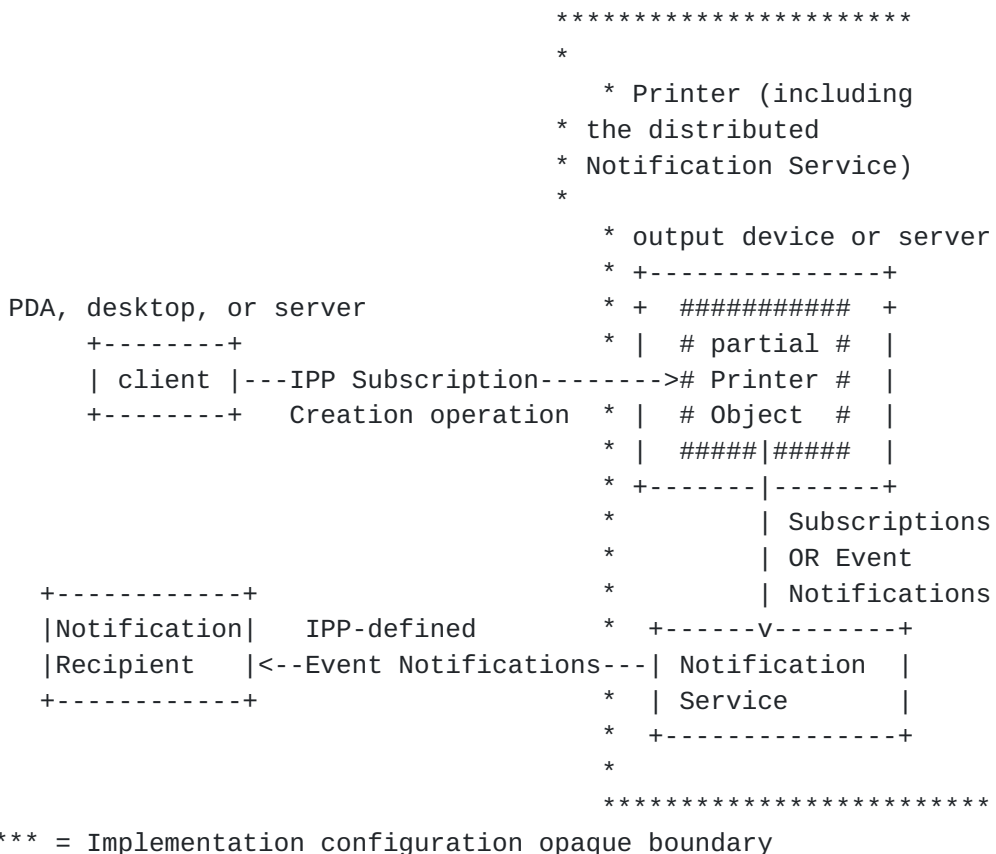 ***********************
*
* Printer (including
* the distributed
* Notification Service)
*
* output device or server
* +---------------+
PDA, desktop, or server * + ########### +
+--------+ * | # partial # |
| client |---IPP Subscription--------># Printer # |
+--------+ Creation operation * | # Object # |
* | #####|##### |
* +-------|-------+
* | Subscriptions
* | OR Event
+------------+ * | Notifications
|Notification| IPP-defined * +------v--------+
|Recipient |<--Event Notifications---| Notification |
+------------+ * | Service |
* +---------------+
*
*************************
*** = Implementation configuration opaque boundary